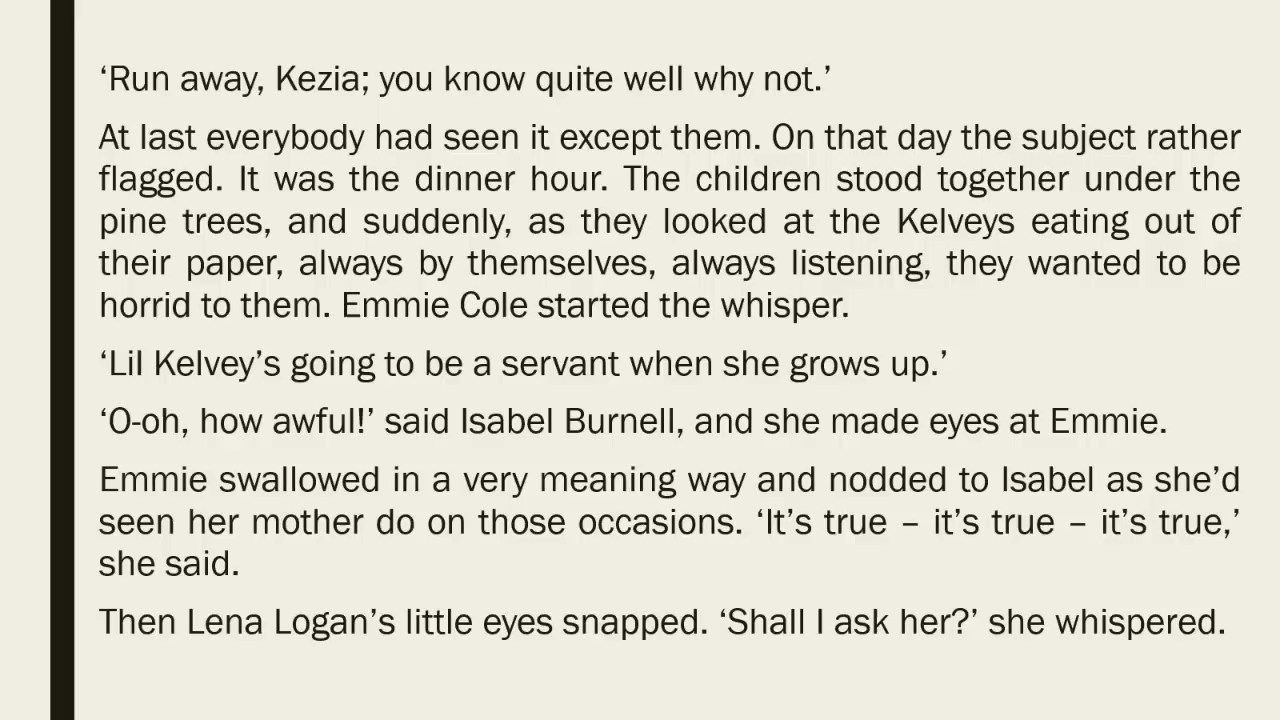 ‘Run away, Kezia; you know quite well why not.’
At last everybody had seen it except them. On that day the subject rather
flagged. It was the dinner hour. The children stood together under the
pine trees, and suddenly, as they looked at the Kelveys eating out of
their paper, always by themselves, always listening, they wanted to be
horrid to them. Emmie Cole started the whisper.
‘Lil Kelvey’s going to be a servant when she grows up.’
‘O-oh, how awful!’ said Isabel Burnell, and she made eyes at Emmie.
Emmie swallowed in a very meaning way and nodded to Isabel as she’d
seen her mother do on those occasions. ‘It’s true – it’s true – it’s true,’
she said.
Then Lena Logan’s little eyes snapped. ‘Shall I ask her?’ she whispered.